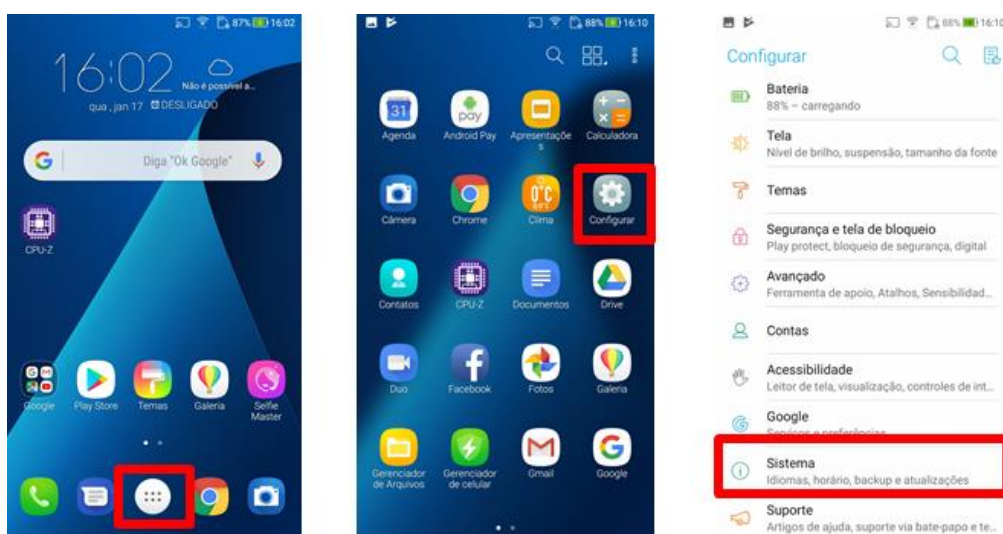 87% 16:02
16:02
Não é possível a...
qua , jan 17 DESLIGADO
G Diga "Ok Google"
CPU-Z
Google Play Store Temas Galeria Selfie
Master
88% 16:10
31
pay
Agenda Android Pay Apresentaçõe Calculadora
s
0°C
Câmera Chrome Clima Configurar
Contatos CPU-Z Documentos Drive
Duo Facebook Fotos Galeria
Gerenciador Gerenciador Gmail Google
de Arquivos de celular
88% 16:10
Configurar
Bateria
88% – carregando
Tela
Nível de brilho, suspensão, tamanho da fonte
Temas
Segurança e tela de bloqueio
Play protect, bloqueio de segurança, digital
Avançado
Ferramenta de apoio, Atalhos, Sensibilidad...
Contas
Acessibilidade
Leitor de tela, visualização, controles de int...
Google
Serviços e preferências
Sistema
Idiomas, horário, backup e atualizações
Suporte
Artigos de ajuda, suporte via bate-papo e te...